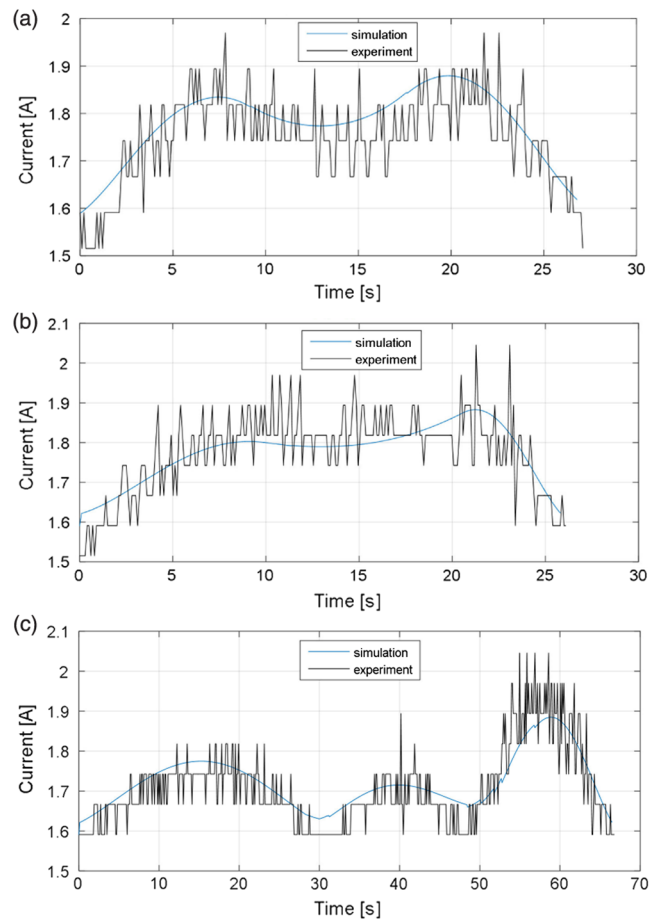 (a)
2
1.9
1.8
1.7
1.6
1.5
Current [A]
simulation
experiment
0 5 10 15 20 25 30
Time [s]
(b)
2.1
2
1.9
1.8
1.7
1.6
1.5
Current [A]
simulation
experiment
0 5 10 15 20 25 30
Time [s]
(c)
2.1
2
1.9
1.8
1.7
1.6
1.5
Current [A]
simulation
experiment
0 10 20 30 40 50 60 70
Time [s]